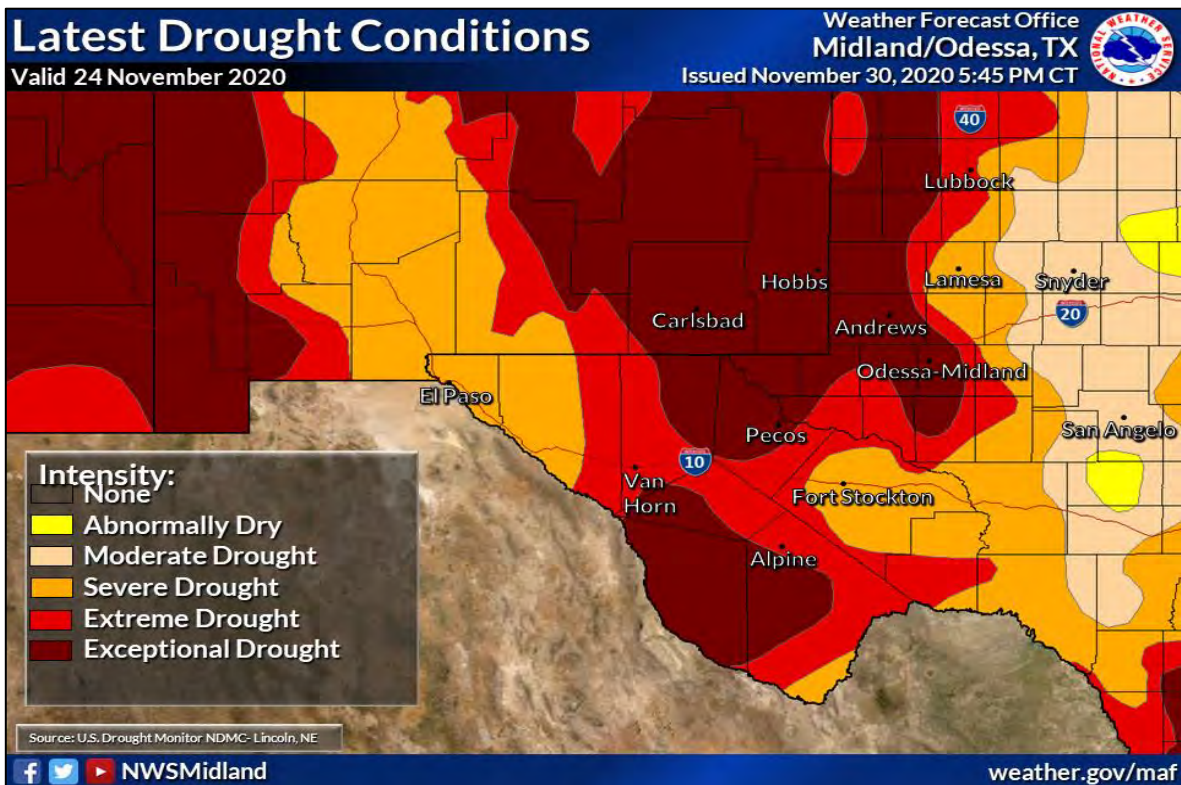 Latest Drought Conditions
Valid 24 November 2020
Weather Forecast Office
Midland/Odessa, TX
Issued November 30, 2020 5:45 PM CT
NATIONAL WEATHER SERVICE
40
Lubbock
Hobbs
Lamesa
Snyder
Carlsbad
Andrews
20
Odessa-Midland
El Paso
Pecos
San Angelo
10
Van
Horn
Fort Stockton
Alpine
Intensity:
None
Abnormally Dry
Moderate Drought
Severe Drought
Extreme Drought
Exceptional Drought
Source: U.S. Drought Monitor NDMC- Lincoln, NE
NWSMidland
weather.gov/maf